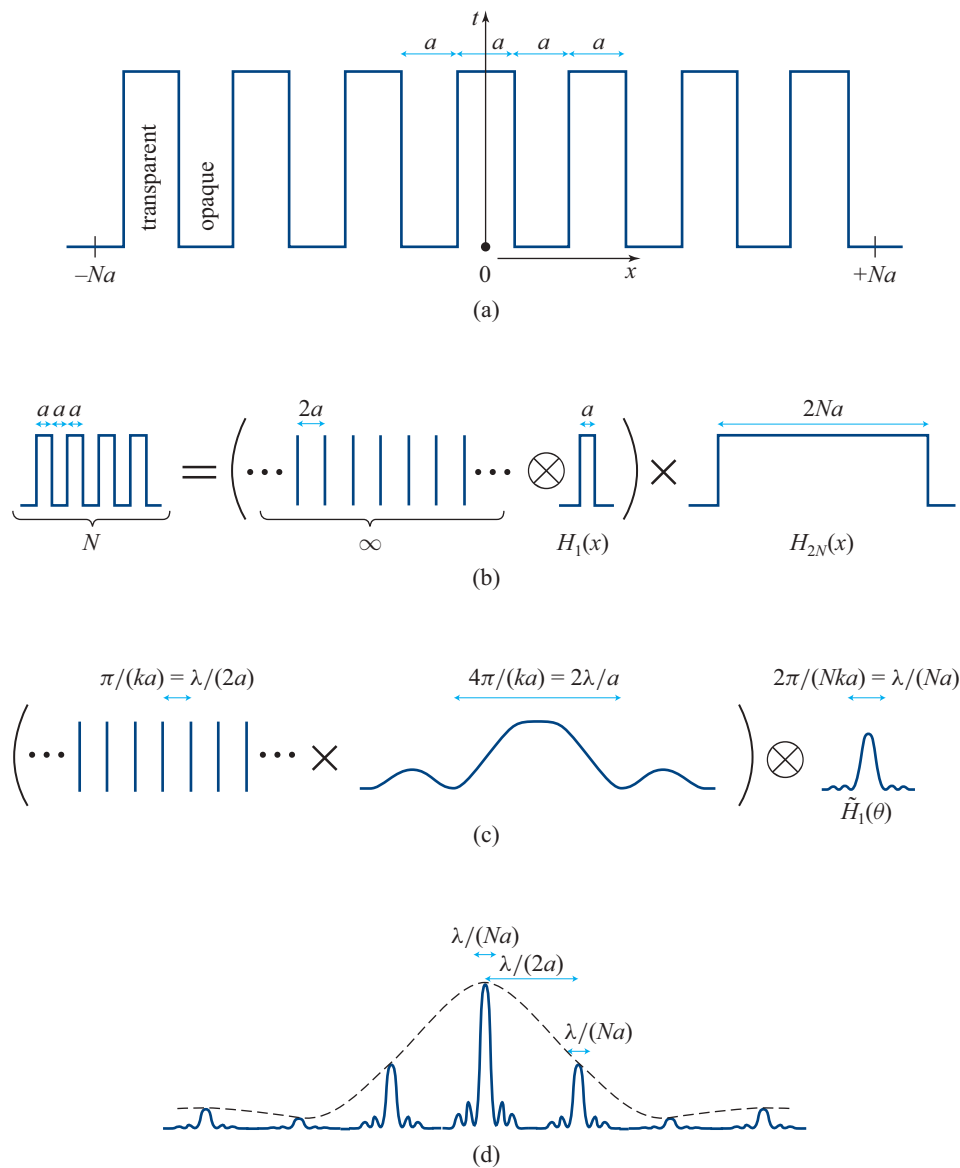 t
a a a a
transparent
opaque
–Na 0 x +Na
(a)
a a a 2a a 2Na
= ( ··· ··· ⊗ ) ×
N ∞ H₁(x) H₂N(x)
(b)
π/(ka) = λ/(2a) 4π/(ka) = 2λ/a 2π/(Nka) = λ/(Na)
( ··· ··· × ) ⊗
H̃₁(θ)
(c)
λ/(Na)
λ/(2a)
λ/(Na)
(d)